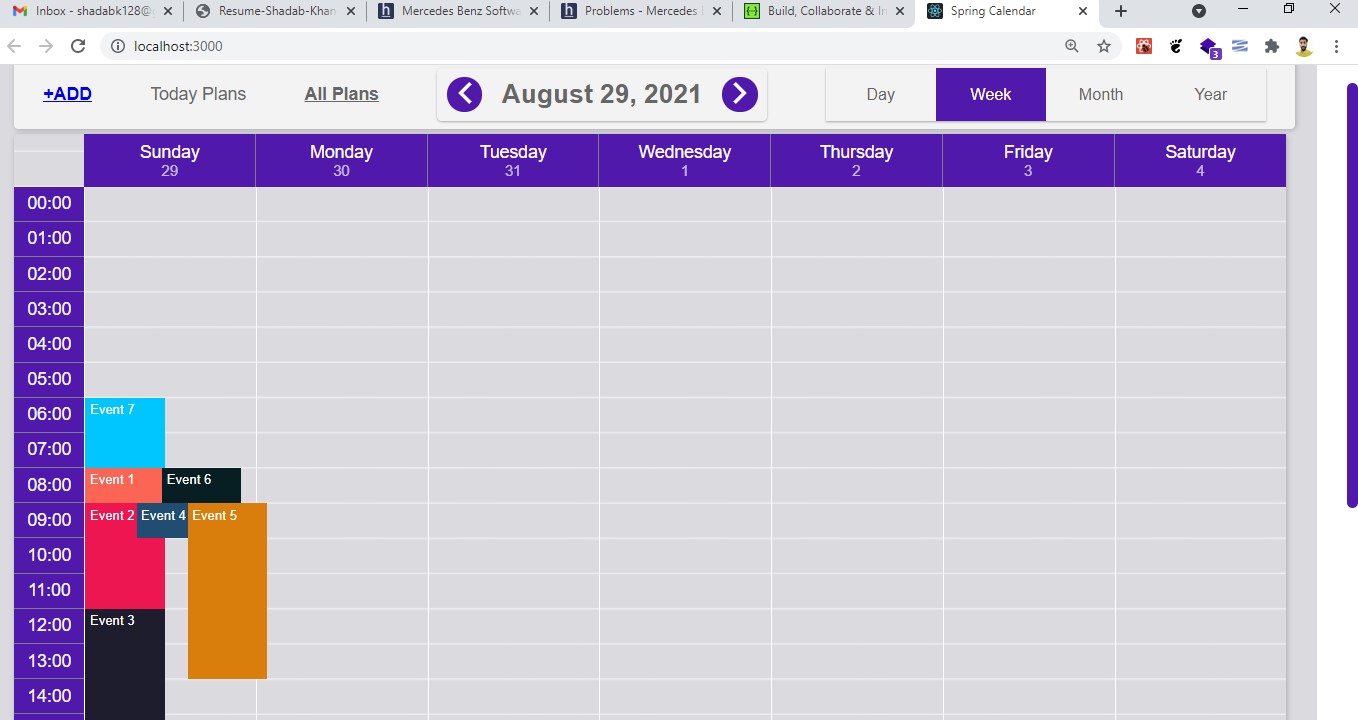 Inbox - shadabk128@
Resume-Shadab-Khan
Mercedes Benz Softwa
Problems - Mercedes
Build, Collaborate & In
Spring Calendar
localhost:3000
3
+ADD Today Plans All Plans August 29, 2021 Day Week Month Year
Sunday Monday Tuesday Wednesday Thursday Friday Saturday
29 30 31 1 2 3 4
00:00
01:00
02:00
03:00
04:00
05:00
06:00 Event 7
07:00
08:00 Event 1 Event 6
09:00 Event 2 Event 4 Event 5
10:00
11:00
12:00 Event 3
13:00
14:00